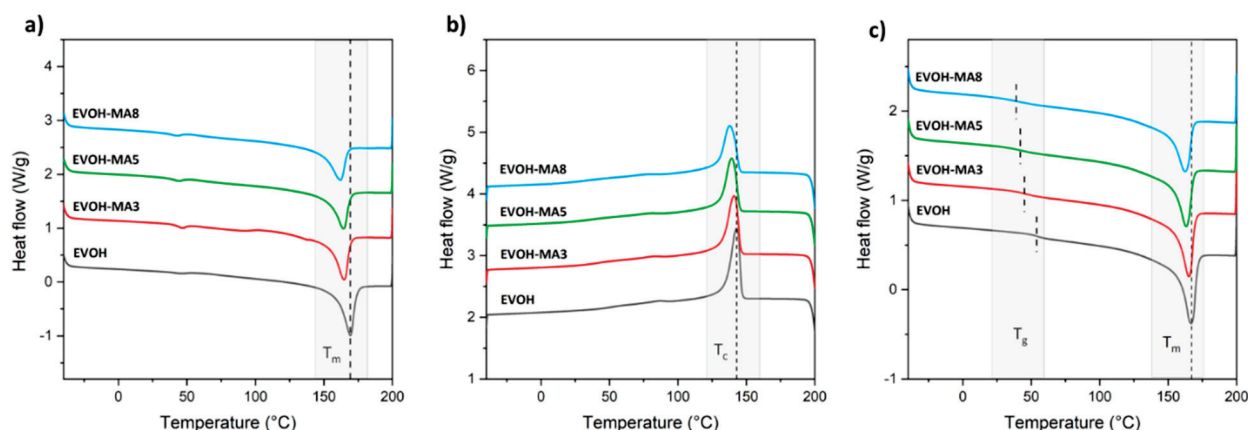 a)
4
3
2
1
0
-1
Heat flow (W/g)
EVOH-MA8
EVOH-MA5
EVOH-MA3
EVOH
Tm
0
50
100
150
200
Temperature (°C)
b)
6
5
4
3
2
1
Heat flow (W/g)
EVOH-MA8
EVOH-MA5
EVOH-MA3
EVOH
Tc
0
50
100
150
200
Temperature (°C)
c)
2
1
0
-1
Heat flow (W/g)
EVOH-MA8
EVOH-MA5
EVOH-MA3
EVOH
Tg
Tm
0
50
100
150
200
Temperature (°C)